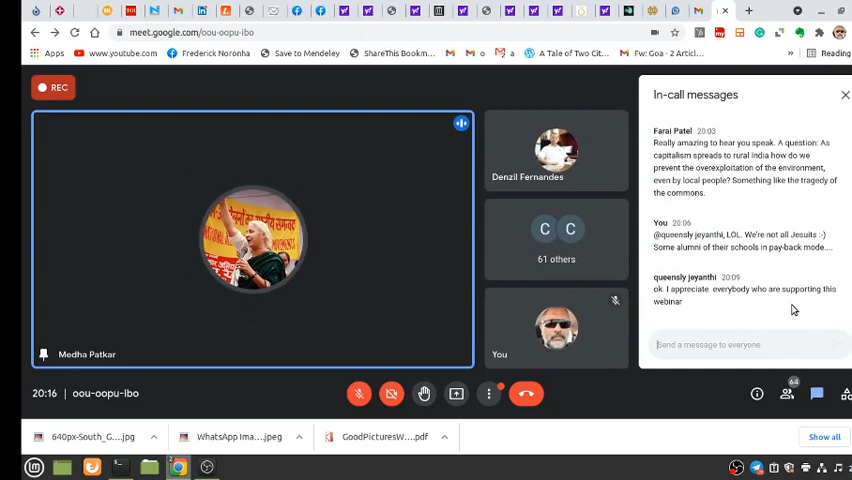 meet.google.com/oou-oopu-ibo
Apps
www.youtube.com
Frederick Noronha
Save to Mendeley
ShareThis Bookm...
A Tale of Two Cit...
Fw: Goa - 2 Articl...
»
Reading
REC
Medha Patkar
Denzil Fernandes
C C
61 others
You
In-call messages
Farai Patel 20:03
Really amazing to hear you speak. A question: As
capitalism spreads to rural India how do we
prevent the overexploitation of the environment,
even by local people? Something like the tragedy of
the commons.
You 20:06
@queensly jeyanthi, LOL. We're not all Jesuits :-)
Some alumni of their schools in pay-back mode....
queensly jeyanthi 20:09
ok. I appreciate everybody who are supporting this
webinar
Send a message to everyone
20:16 | oou-oopu-ibo
64
640px-South_G....jpg
WhatsApp Ima....jpeg
GoodPicturesW....pdf
Show all
2